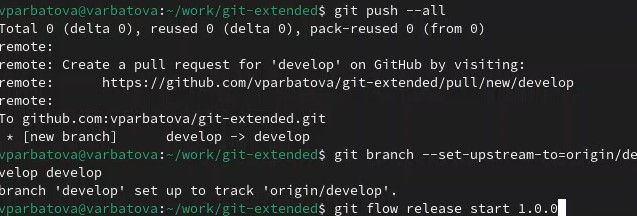 vparbatova@varbatova:~/work/git-extended$ git push --all
Total 0 (delta 0), reused 0 (delta 0), pack-reused 0 (from 0)
remote:
remote: Create a pull request for 'develop' on GitHub by visiting:
remote:      https://github.com/vparbatova/git-extended/pull/new/develop
remote:
To github.com:vparbatova/git-extended.git
 * [new branch]      develop -> develop
vparbatova@varbatova:~/work/git-extended$ git branch --set-upstream-to=origin/de
velop develop
branch 'develop' set up to track 'origin/develop'.
vparbatova@varbatova:~/work/git-extended$ git flow release start 1.0.0